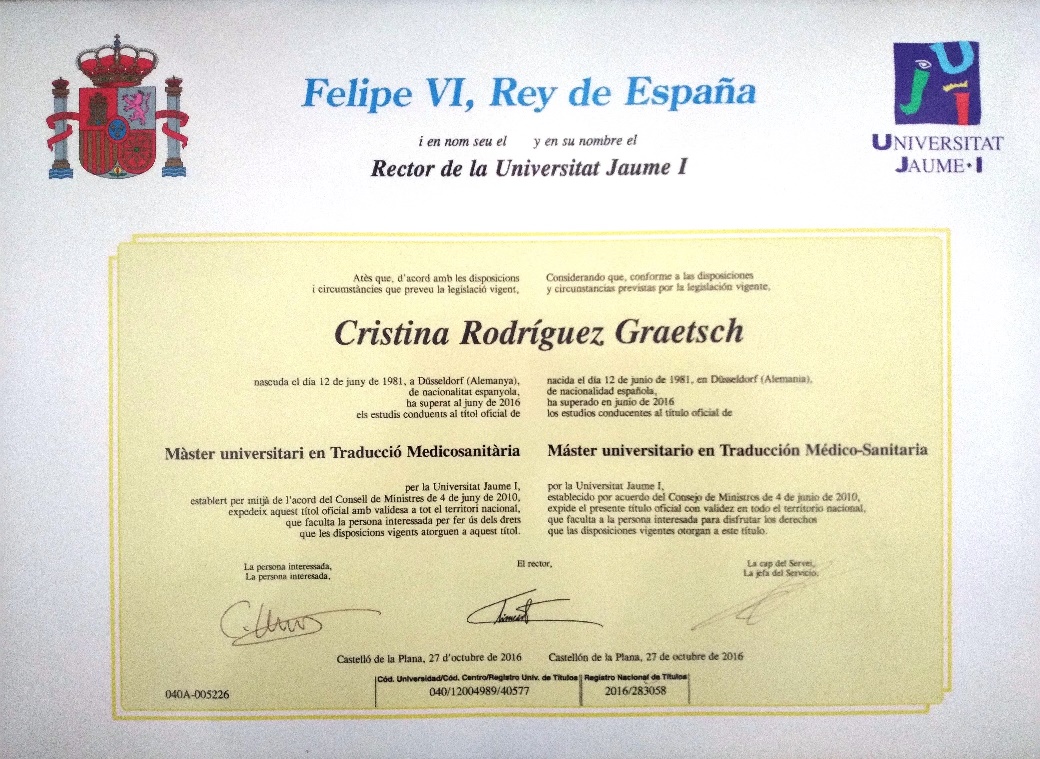 Felipe VI, Rey de España
i en nom seu el y en su nombre el
Rector de la Universitat Jaume I
UNIVERSITAT
JAUME·I
Atès que, d'acord amb les disposicions
i circumstàncies que preveu la legislació vigent,
Considerando que, conforme a las disposiciones
y circunstancias previstas por la legislación vigente,
Cristina Rodríguez Graetsch
nascuda el dia 12 de juny de 1981, a Düsseldorf (Alemanya),
de nacionalitat espanyola,
ha superat al juny de 2016
els estudis conduents al títol oficial de
nacida el día 12 de junio de 1981, en Düsseldorf (Alemania),
de nacionalidad española,
ha superado en junio de 2016
los estudios conducentes al título oficial de
Màster universitari en Traducció Medicosanitària
Máster universitario en Traducción Médico-Sanitaria
per la Universitat Jaume I,
establert per mitjà de l'acord del Consell de Ministres de 4 de juny de 2010,
expedeix aquest títol oficial amb validesa a tot el territori nacional,
que faculta la persona interessada per fer ús dels drets
que les disposicions vigents atorguen a aquest títol.
por la Universitat Jaume I,
establecido por acuerdo del Consejo de Ministros de 4 de junio de 2010,
expide el presente título oficial con validez en todo el territorio nacional,
que faculta a la persona interesada para disfrutar los derechos
que las disposiciones vigentes otorgan a este título.
La persona interessada,
La persona interesada,
El rector,
La cap del Servei,
La jefa del Servicio,
Castelló de la Plana, 27 d'octubre de 2016
Castellón de la Plana, 27 de octubre de 2016
040A-005226
Cód. Universidad/Cód. Centro/Registro Univ. de Títulos
040/12004989/40577
Registro Nacional de Títulos
2016/283058